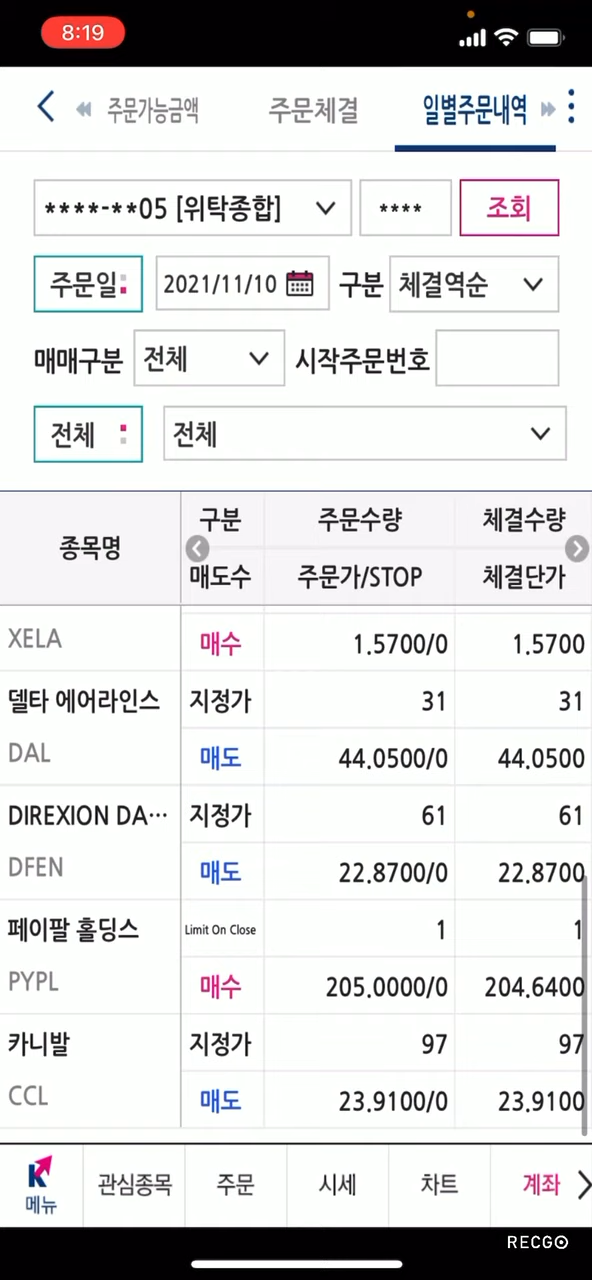 8:19
주문가능금액 주문체결 일별주문내역
****-**05 [위탁종합] **** 조회
주문일 2021/11/10 구분 체결역순
매매구분 전체 시작주문번호
전체 전체
종목명 구분 주문수량 체결수량
매도수 주문가/STOP 체결단가
XELA 매수 1.5700/0 1.5700
델타 에어라인스 지정가 31 31
DAL 매도 44.0500/0 44.0500
DIREXION DA··· 지정가 61 61
DFEN 매도 22.8700/0 22.8700
페이팔 홀딩스 Limit On Close 1 1
PYPL 매수 205.0000/0 204.6400
카니발 지정가 97 97
CCL 매도 23.9100/0 23.9100
메뉴 관심종목 주문 시세 차트 계좌
RECGO